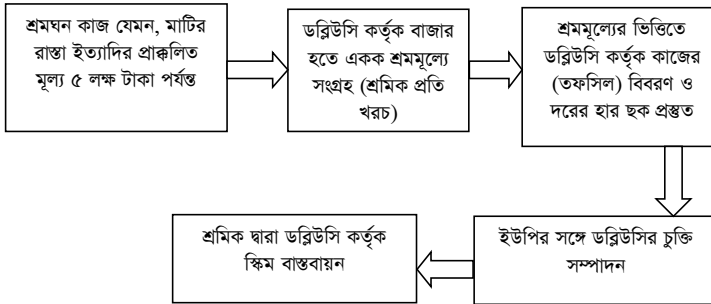 শ্রমঘন কাজ যেমন, মাটির
রাস্তা ইত্যাদির প্রাক্কলিত
মূল্য ৫ লক্ষ টাকা পর্যন্ত
ডব্লিউসি কর্তৃক বাজার
হতে একক শ্রমমূল্যে
সংগ্রহ (শ্রমিক প্রতি
খরচ)
শ্রমমূল্যের ভিত্তিতে
ডব্লিউসি কর্তৃক কাজের
(তফসিল) বিবরণ ও
দরের হার ছক প্রস্তুত
ইউপির সঙ্গে ডব্লিউসির চুক্তি
সম্পাদন
শ্রমিক দ্বারা ডব্লিউসি কর্তৃক
স্কিম বাস্তবায়ন